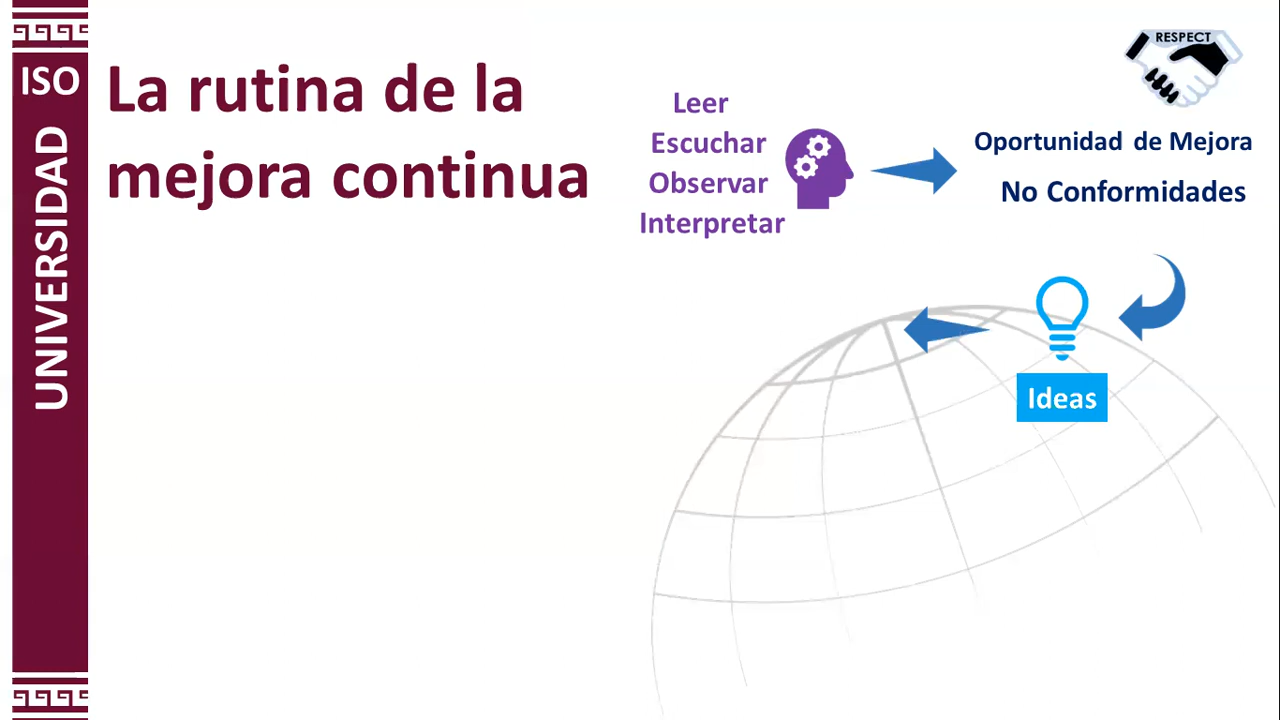 ISO
UNIVERSIDAD
La rutina de la
mejora continua
Leer
Escuchar
Observar
Interpretar
RESPECT
Oportunidad de Mejora
No Conformidades
Ideas